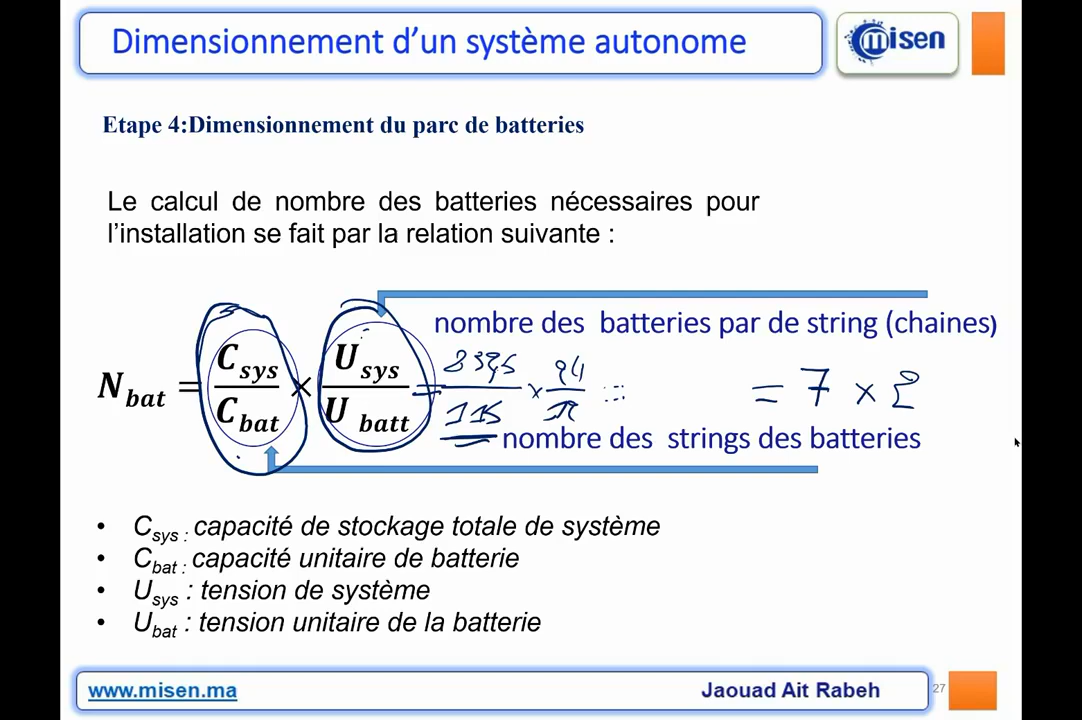 Dimensionnement d'un système autonome
misen
Etape 4:Dimensionnement du parc de batteries
Le calcul de nombre des batteries nécessaires pour
l'installation se fait par la relation suivante :
nombre des batteries par de string (chaines)
N_bat = C_sys / C_bat × U_sys / U_batt = / 115 × 24 / 12 = 7 × 2
nombre des strings des batteries
• C_sys : capacité de stockage totale de système
• C_bat : capacité unitaire de batterie
• U_sys : tension de système
• U_bat : tension unitaire de la batterie
www.misen.ma
Jaouad Ait Rabeh
27